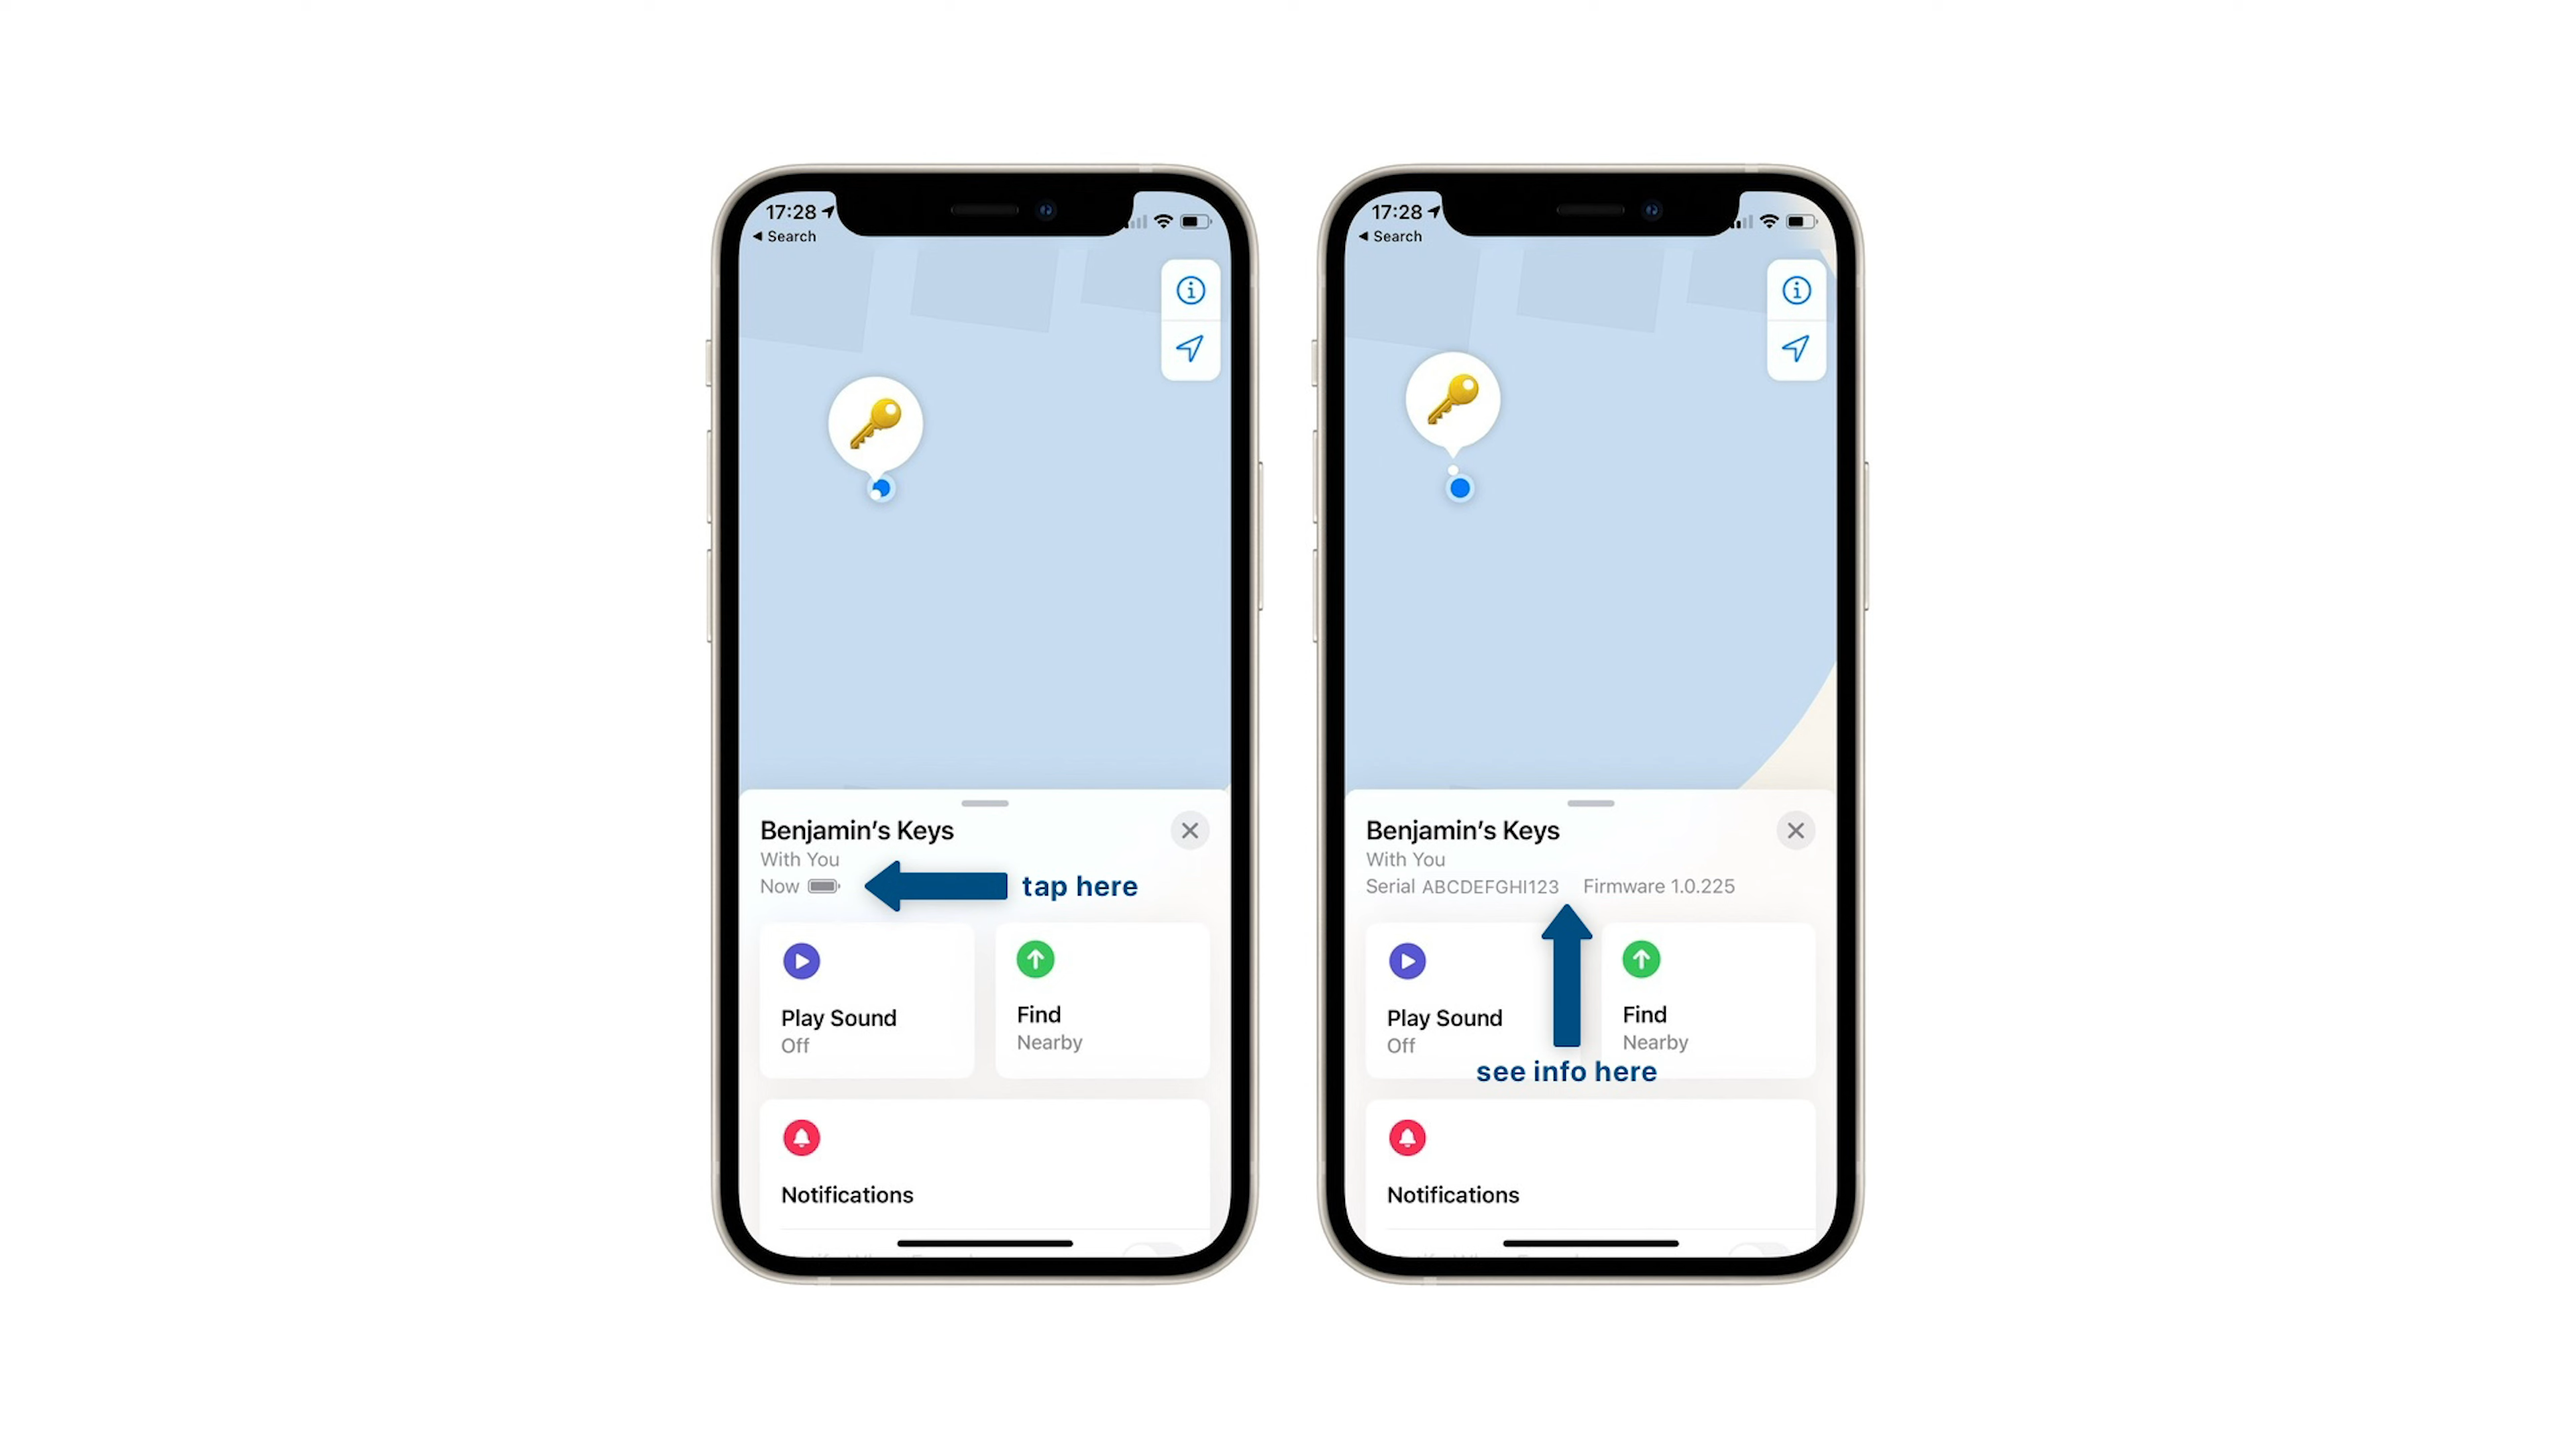 17:28
Search
Benjamin's Keys
With You
Now
tap here
Play Sound
Off
Find
Nearby
Notifications
17:28
Search
Benjamin's Keys
With You
Serial ABCDEFGHI123 Firmware 1.0.225
Play Sound
Off
Find
Nearby
see info here
Notifications